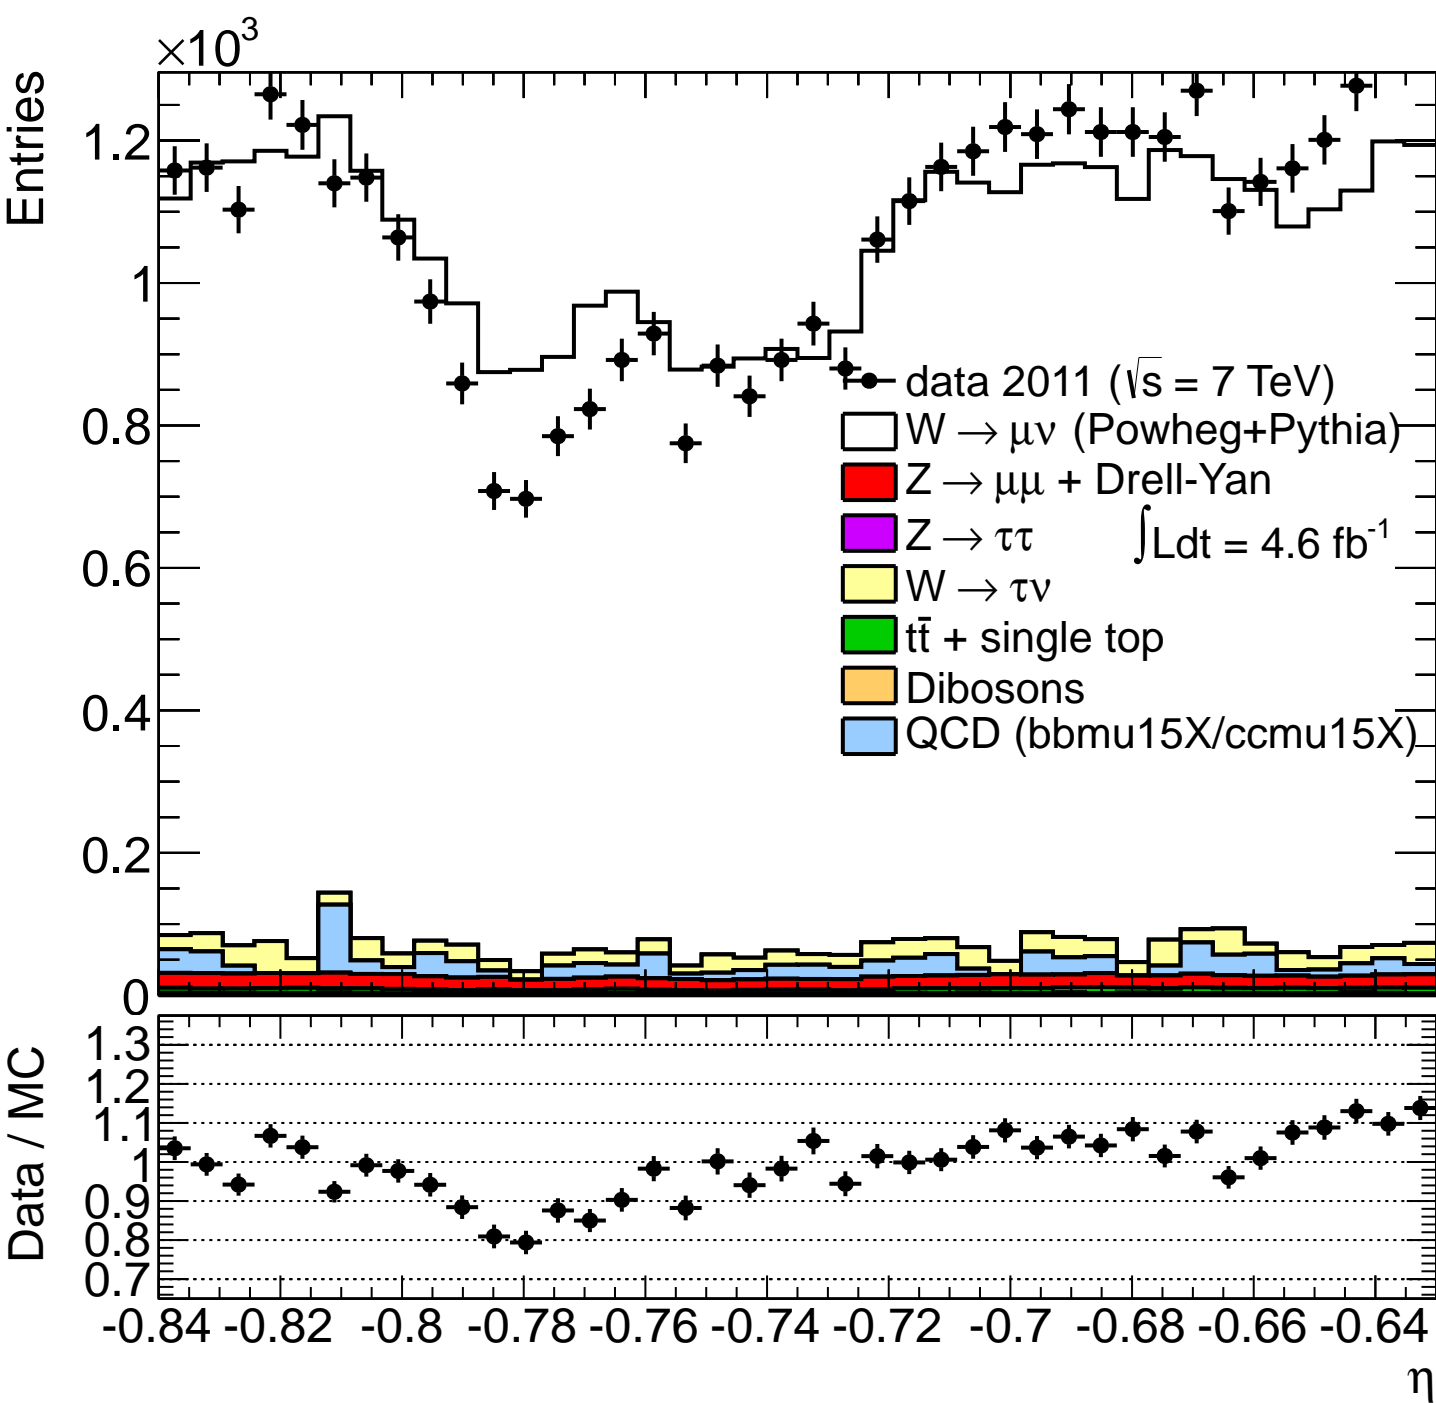 ×10³
Entries
1.2
1
0.8
0.6
0.4
0.2
0
data 2011 (√s = 7 TeV)
W → μν (Powheg+Pythia)
Z → μμ + Drell-Yan
Z → ττ
∫Ldt = 4.6 fb⁻¹
W → τν
tt̄ + single top
Dibosons
QCD (bbmu15X/ccmu15X)
Data / MC
1.3
1.2
1.1
1
0.9
0.8
0.7
-0.84 -0.82 -0.8 -0.78 -0.76 -0.74 -0.72 -0.7 -0.68 -0.66 -0.64
η